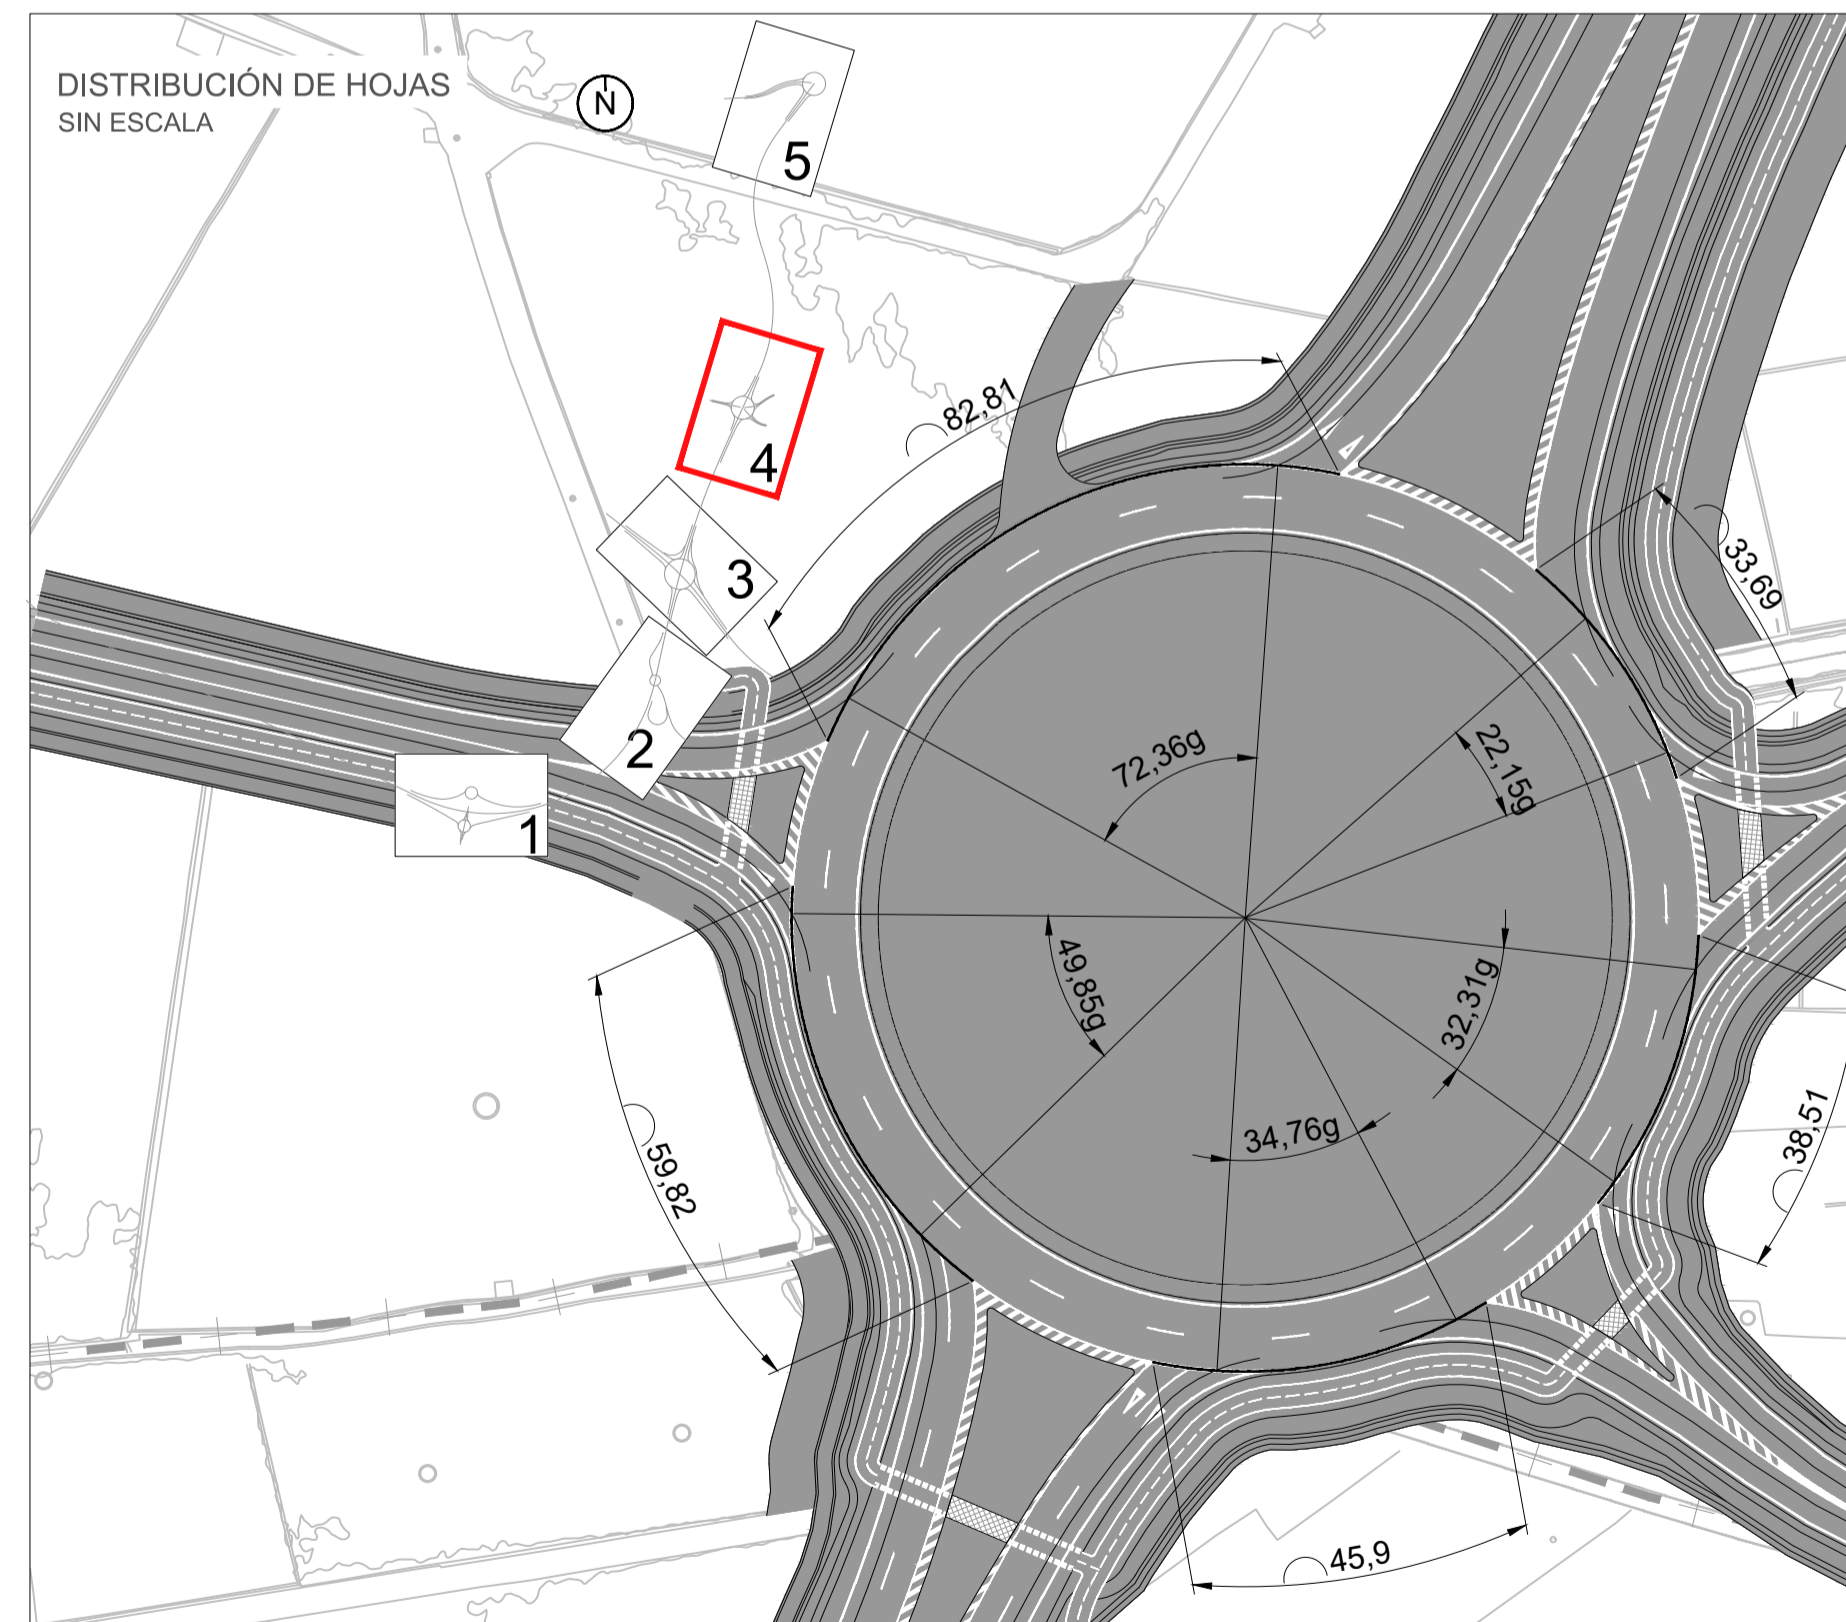 DISTRIBUCIÓN DE HOJAS
SIN ESCALA
N
5
4
3
2
1
82,81
33,69
72,36g
22,15g
49,85g
32,31g
34,76g
59,82
38,51
45,9